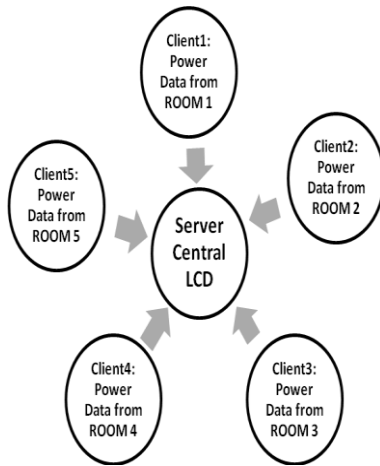 Client1:
Power
Data from
ROOM 1
Client2:
Power
Data from
ROOM 2
Client5:
Power
Data from
ROOM 5
Server
Central
LCD
Client4:
Power
Data from
ROOM 4
Client3:
Power
Data from
ROOM 3